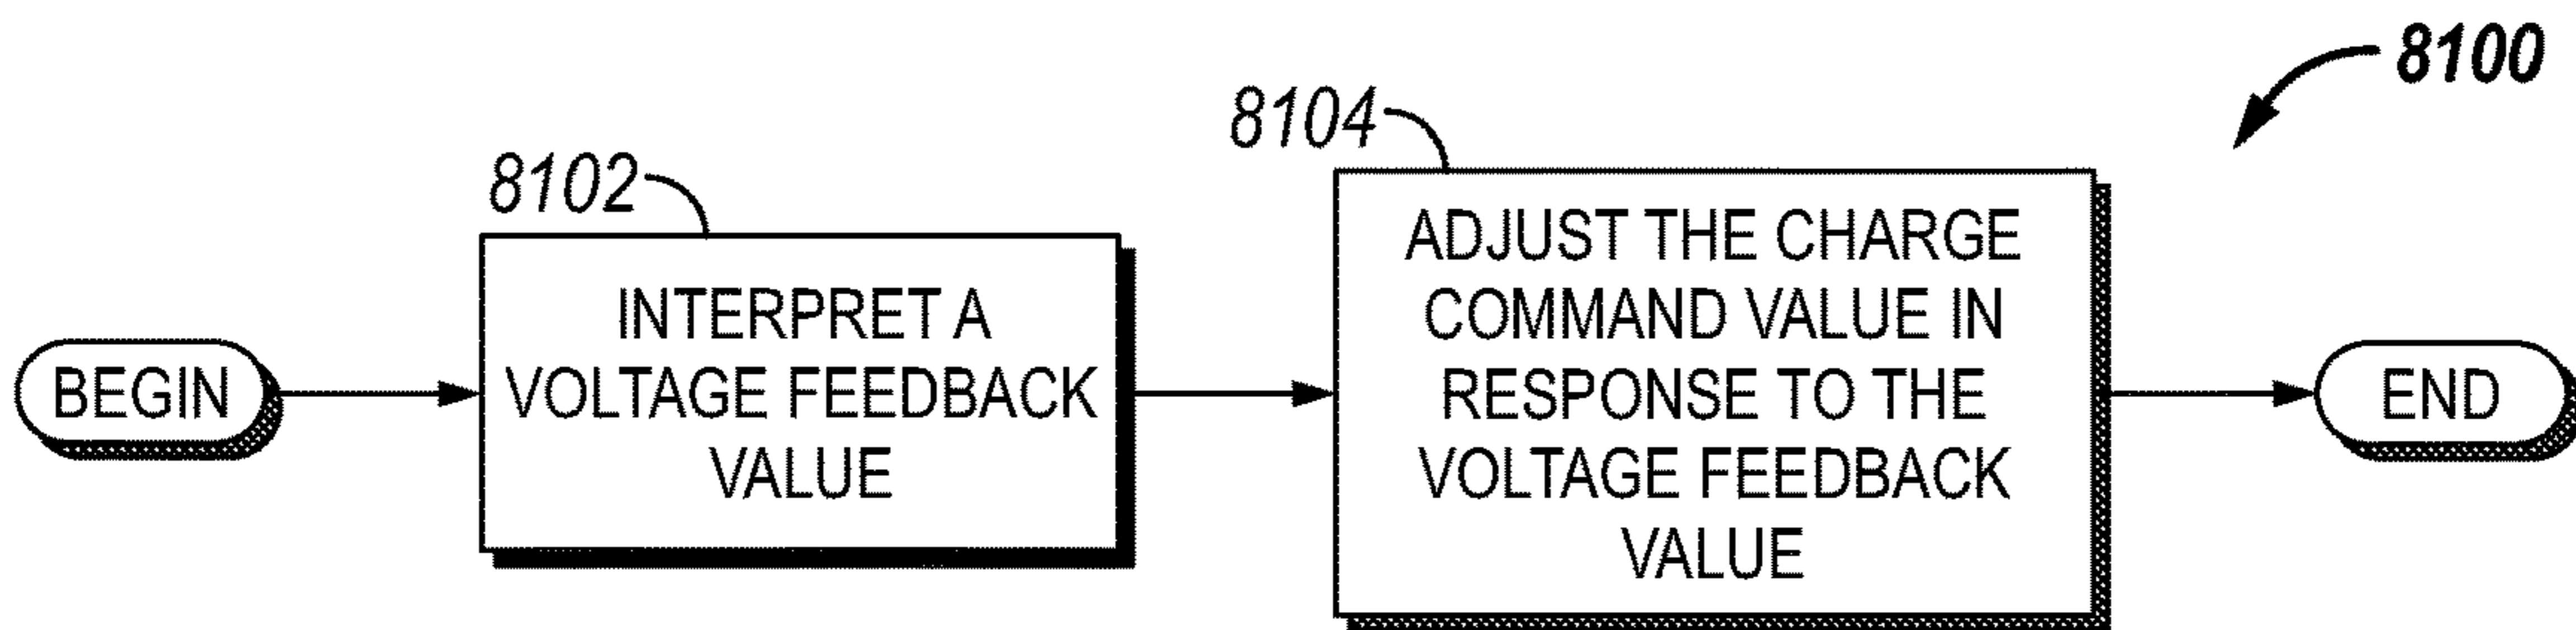 8100
8102
8104
BEGIN
INTERPRET A
VOLTAGE FEEDBACK
VALUE
ADJUST THE CHARGE
COMMAND VALUE IN
RESPONSE TO THE
VOLTAGE FEEDBACK
VALUE
END